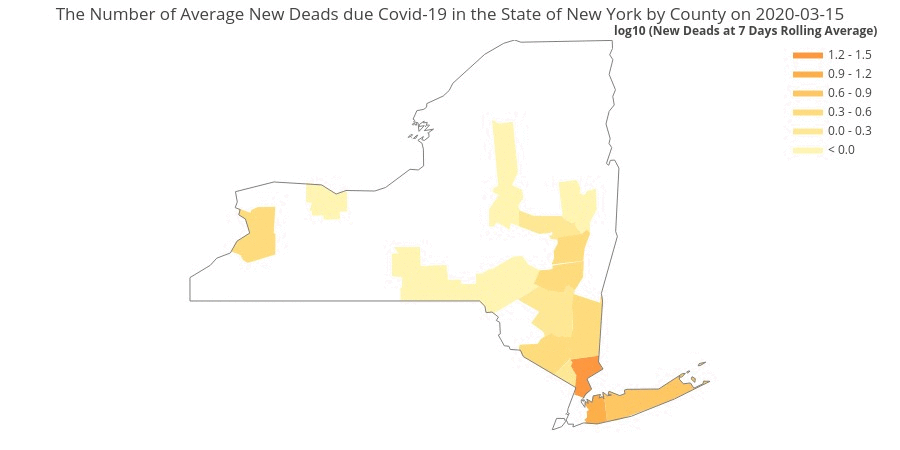 The Number of Average New Deads due Covid-19 in the State of New York by County on 2020-03-15
log10 (New Deads at 7 Days Rolling Average)
1.2 - 1.5
0.9 - 1.2
0.6 - 0.9
0.3 - 0.6
0.0 - 0.3
< 0.0